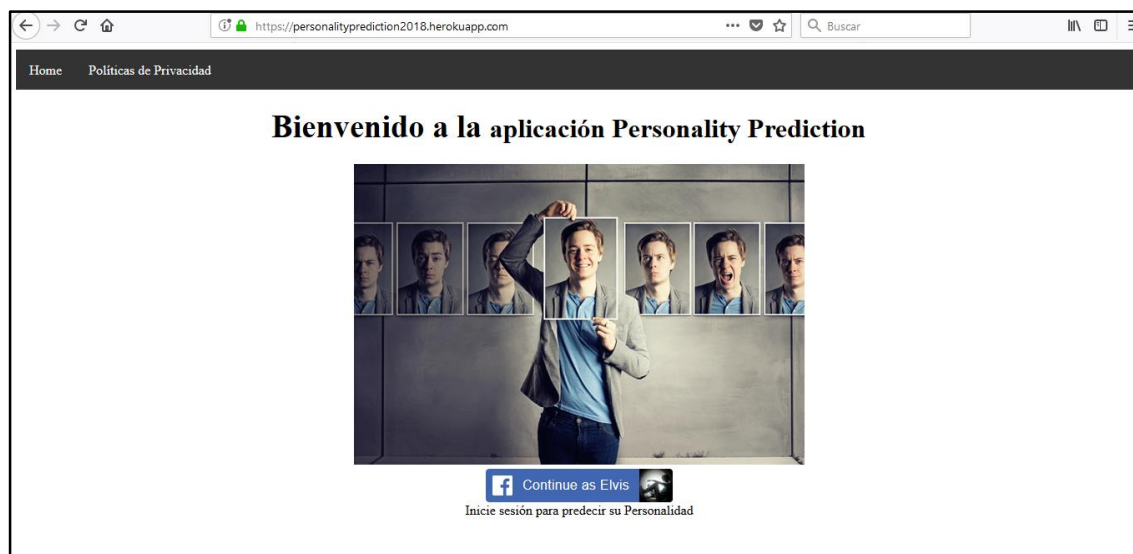 https://personalityprediction2018.herokuapp.com
Buscar
Home Políticas de Privacidad
Bienvenido a la aplicación Personality Prediction
Continue as Elvis
Inicie sesión para predecir su Personalidad